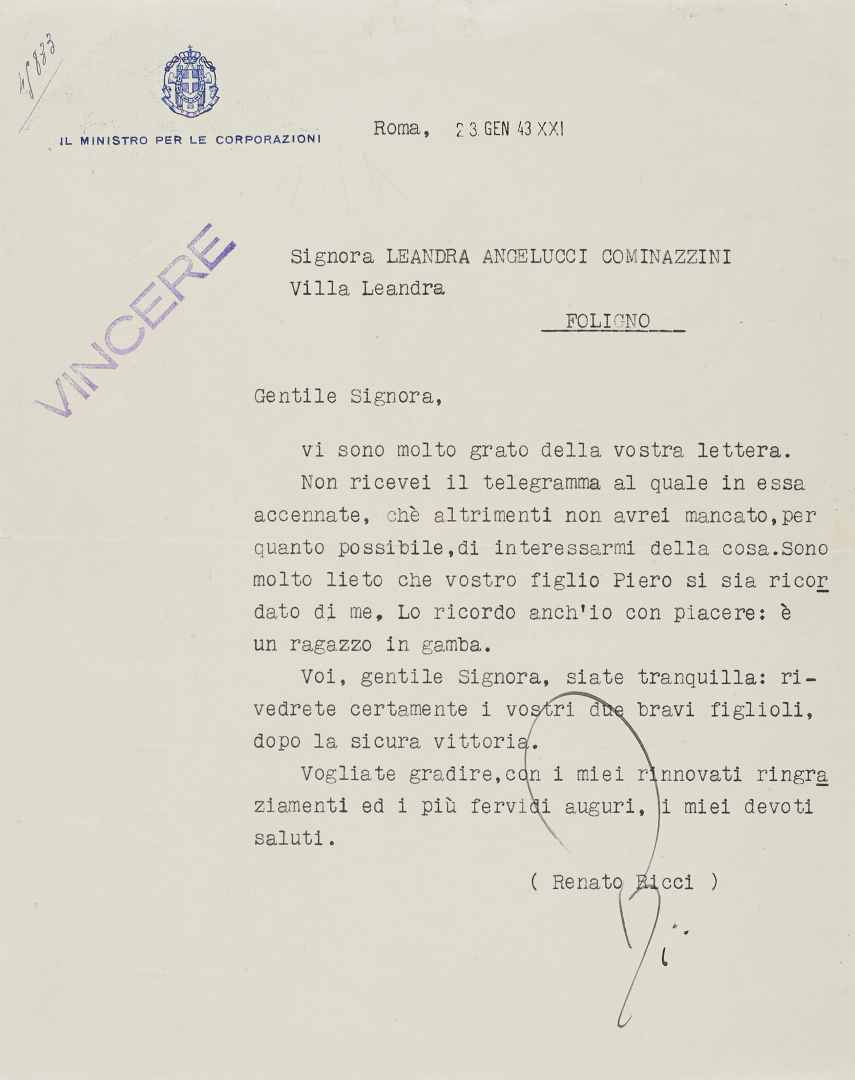 45833
IL MINISTRO PER LE CORPORAZIONI
Roma, 23 GEN 43 XXI
VINCERE
Signora LEANDRA ANGELUCCI COMINAZZINI
Villa Leandra
FOLIGNO
Gentile Signora,
vi sono molto grato della vostra lettera.
Non ricevei il telegramma al quale in essa
accennate, chè altrimenti non avrei mancato,per
quanto possibile,di interessarmi della cosa.Sono
molto lieto che vostro figlio Piero si sia ricor
dato di me. Lo ricordo anch'io con piacere: è
un ragazzo in gamba.
Voi, gentile Signora, siate tranquilla: ri-
vedrete certamente i vostri due bravi figlioli,
dopo la sicura vittoria.
Vogliate gradire,con i miei rinnovati ringra
ziamenti ed i più fervidi auguri, i miei devoti
saluti.
( Renato Ricci )